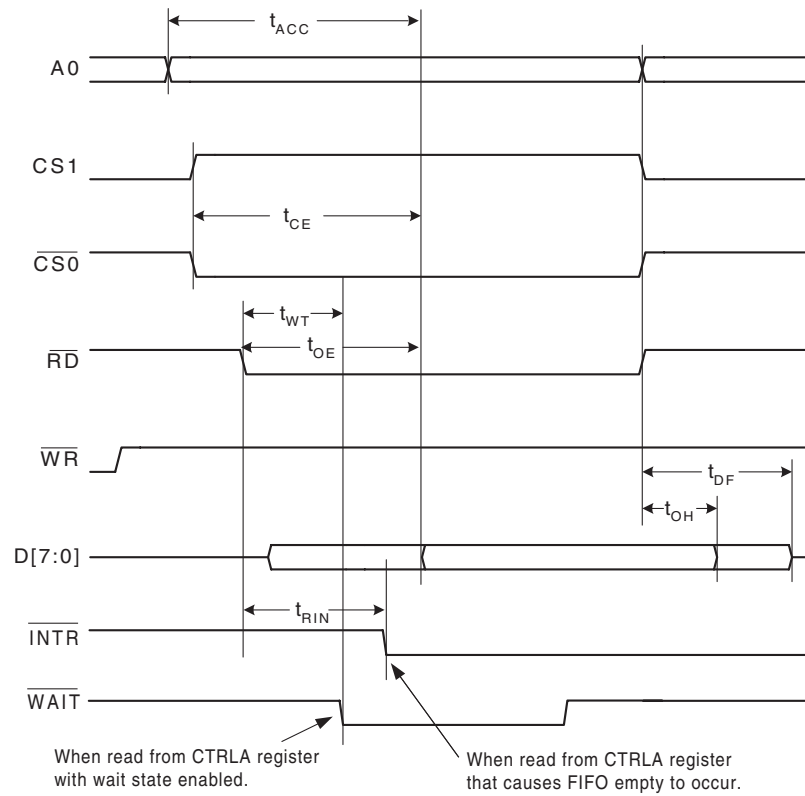 tACC
A0
CS1
tCE
CS0
tWT
tOE
RD
WR
tDF
tOH
D[7:0]
tRIN
INTR
WAIT
When read from CTRLA register
with wait state enabled.
When read from CTRLA register
that causes FIFO empty to occur.